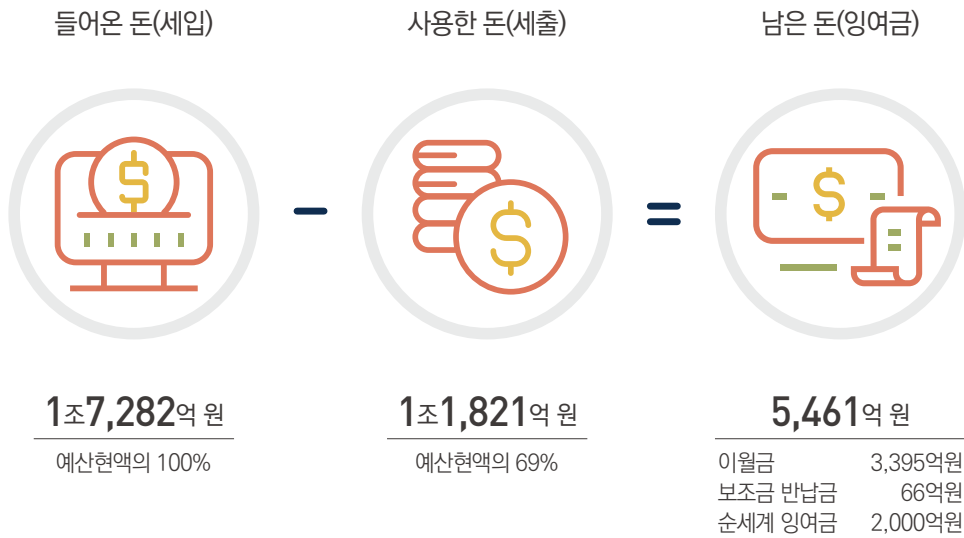 들어온 돈(세입)
사용한 돈(세출)
남은 돈(잉여금)
1조7,282억 원
예산현액의 100%
1조1,821억 원
예산현액의 69%
5,461억 원
이월금 3,395억원
보조금 반납금 66억원
순세계 잉여금 2,000억원